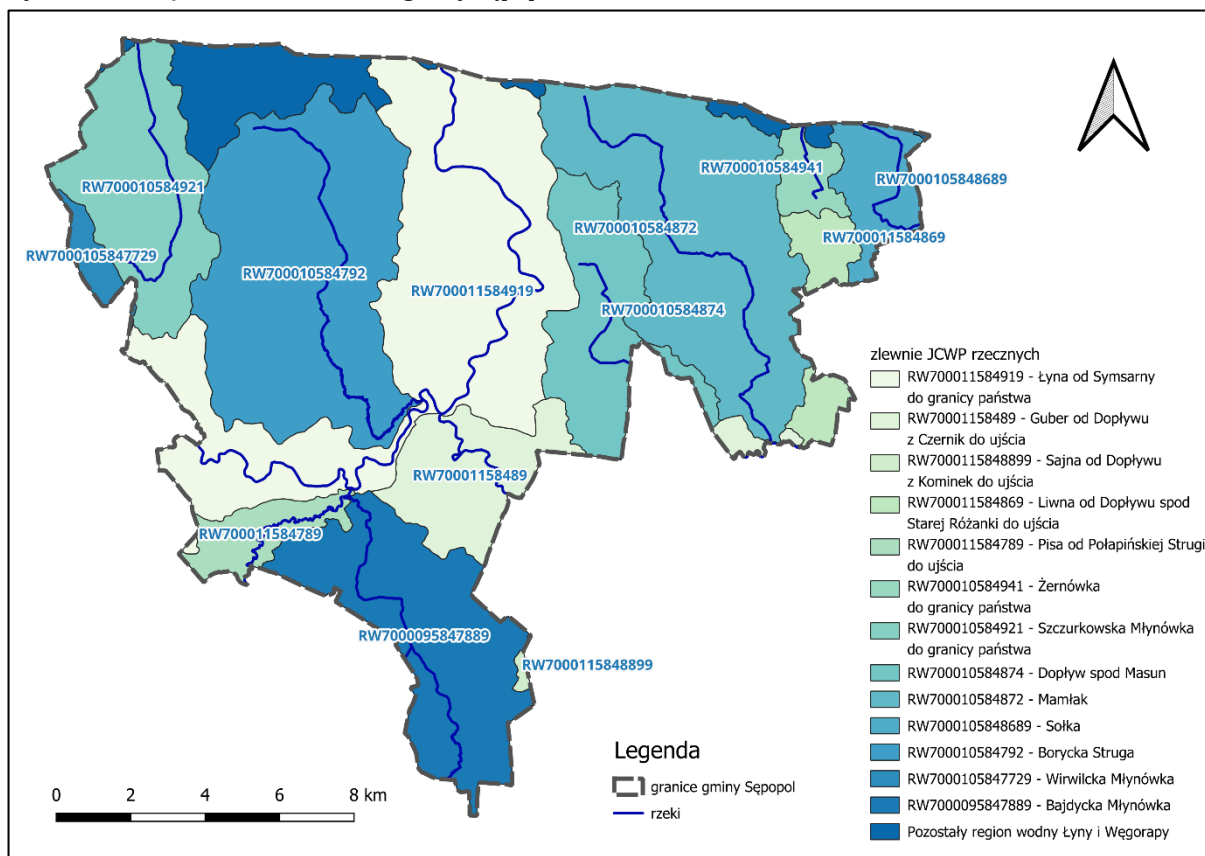 RW700010584941
RW7000105848689
RW700010584921
RW700010584872
RW700011584869
RW7000105847729
RW700010584792
RW700011584919
RW700010584874
RW70001158489
RW700011584789
RW7000095847889
RW7000115848899
zlewnie JCWP rzecznych
RW700011584919 - Łyna od Symsarny
do granicy państwa
RW70001158489 - Guber od Dopływu
z Czernik do ujścia
RW7000115848899 - Sajna od Dopływu
z Kominek do ujścia
RW700011584869 - Liwna od Dopływu spod
Starej Różanki do ujścia
RW700011584789 - Pisa od Połapińskiej Strugi
do ujścia
RW700010584941 - Żernówka
do granicy państwa
RW700010584921 - Szczurkowska Młynówka
do granicy państwa
RW700010584874 - Dopływ spod Masun
RW700010584872 - Mamłak
RW7000105848689 - Sołka
RW700010584792 - Borycka Struga
RW7000105847729 - Wirwilcka Młynówka
RW7000095847889 - Bajdycka Młynówka
Pozostały region wodny Łyny i Węgorapy
Legenda
granice gminy Sępopol
rzeki
0 2 4 6 8 km